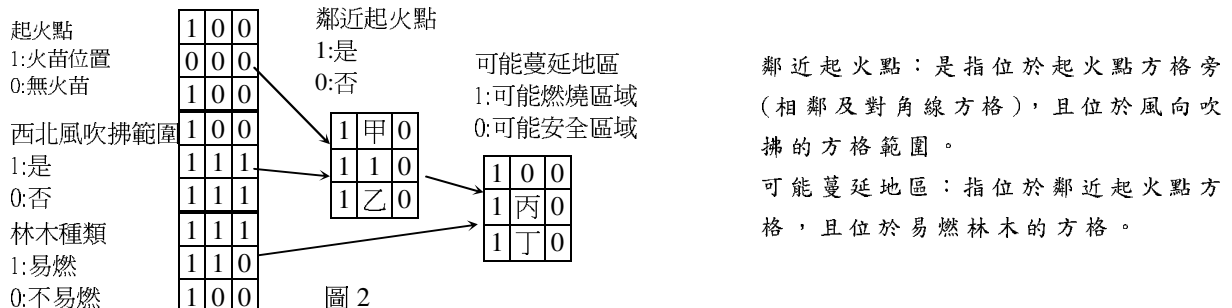 起火點
1:火苗位置
0:無火苗
1 0 0
0 0 0
1 0 0
西北風吹拂範圍
1:是
0:否
1 0 0
1 1 1
1 1 1
林木種類
1:易燃
0:不易燃
1 1 1
1 1 0
1 0 0
鄰近起火點
1:是
0:否
1 甲 0
1 1 0
1 乙 0
可能蔓延地區
1:可能燃燒區域
0:可能安全區域
1 0 0
1 丙 0
1 丁 0
圖 2
鄰近起火點：是指位於起火點方格旁
(相鄰及對角線方格)，且位於風向吹
拂的方格範圍。
可能蔓延地區：指位於鄰近起火點方
格，且位於易燃林木的方格。